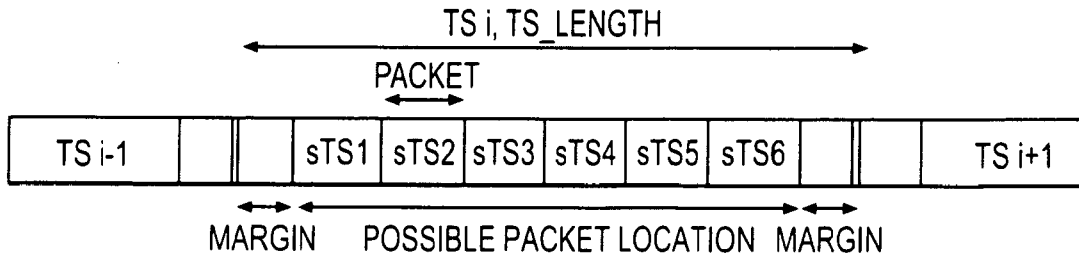 TS i, TS_LENGTH
PACKET
TS i-1 sTS1 sTS2 sTS3 sTS4 sTS5 sTS6 TS i+1
MARGIN POSSIBLE PACKET LOCATION MARGIN